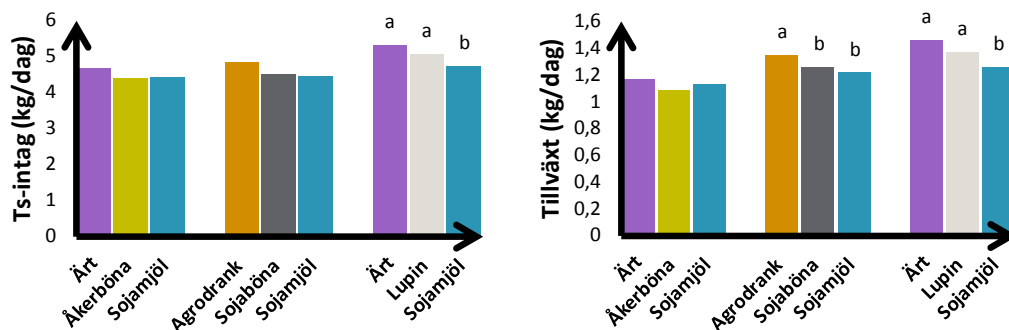 Ts-intag (kg/dag)
6
5
4
3
2
1
0
a
a
b
Ärt
Åkerböna
Sojamjöl
Agrodrank
Sojaböna
Sojamjöl
Ärt
Lupin
Sojamjöl
Tillväxt (kg/dag)
1,6
1,4
1,2
1
0,8
0,6
0,4
0,2
0
a
b
b
a
a
b
Ärt
Åkerböna
Sojamjöl
Agrodrank
Sojaböna
Sojamjöl
Ärt
Lupin
Sojamjöl